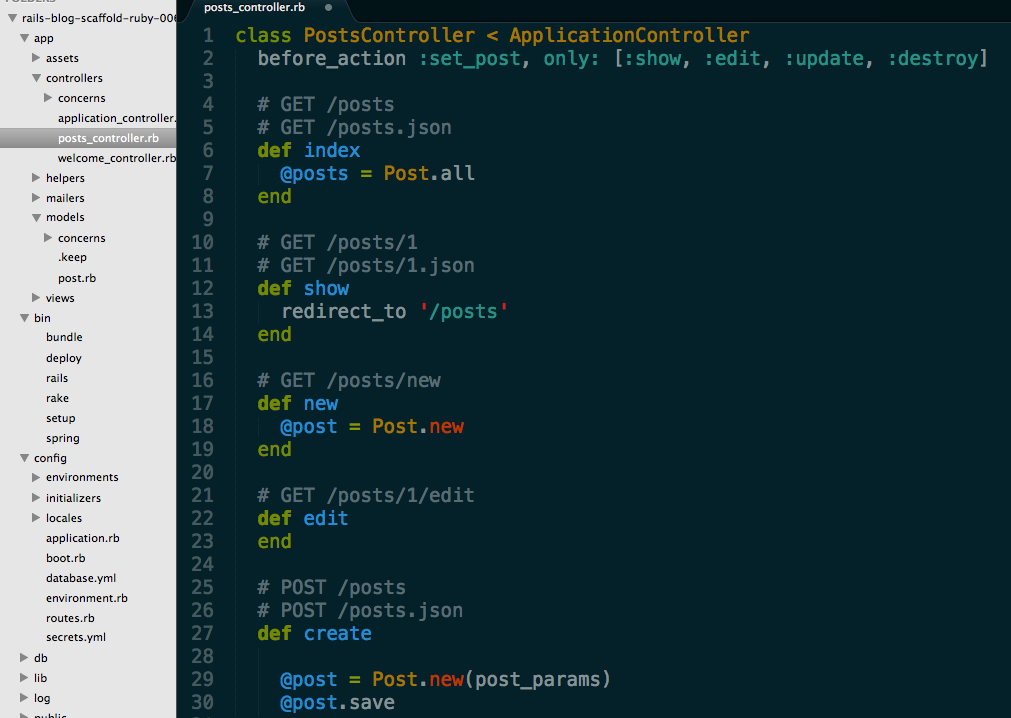 FOLDERS
rails-blog-scaffold-ruby-006
app
assets
controllers
concerns
application_controller.
posts_controller.rb
welcome_controller.rb
helpers
mailers
models
concerns
.keep
post.rb
views
bin
bundle
deploy
rails
rake
setup
spring
config
environments
initializers
locales
application.rb
boot.rb
database.yml
environment.rb
routes.rb
secrets.yml
db
lib
log
public
posts_controller.rb
1 class PostsController < ApplicationController
2 before_action :set_post, only: [:show, :edit, :update, :destroy]
3
4 # GET /posts
5 # GET /posts.json
6 def index
7 @posts = Post.all
8 end
9
10 # GET /posts/1
11 # GET /posts/1.json
12 def show
13 redirect_to '/posts'
14 end
15
16 # GET /posts/new
17 def new
18 @post = Post.new
19 end
20
21 # GET /posts/1/edit
22 def edit
23 end
24
25 # POST /posts
26 # POST /posts.json
27 def create
28
29 @post = Post.new(post_params)
30 @post.save